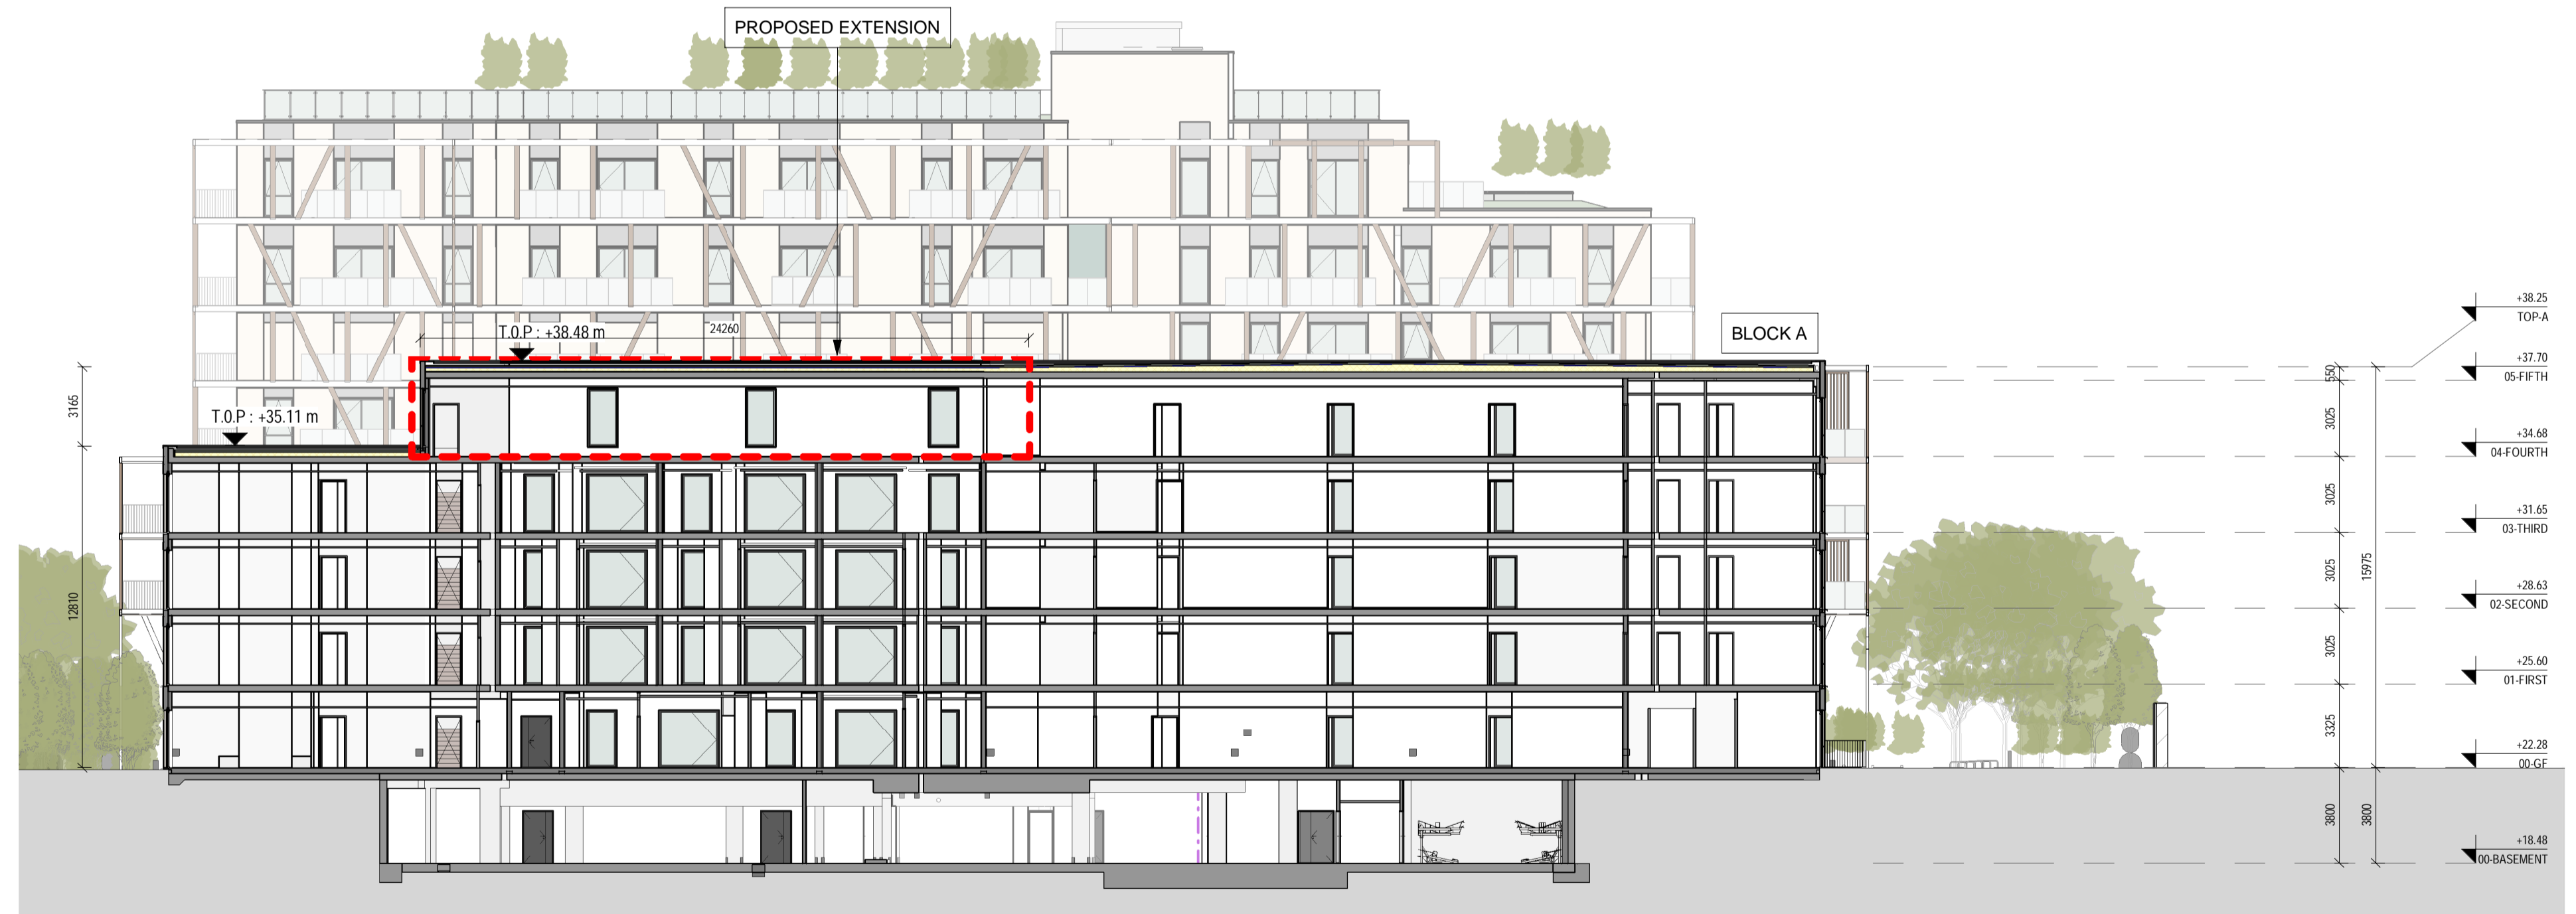 PROPOSED EXTENSION
T.0.P : +38.48 m
24260
BLOCK A
T.0.P : +35.11 m
3165
12810
+38.25
TOP-A
+37.70
05-FIFTH
+34.68
04-FOURTH
+31.65
03-THIRD
+28.63
02-SECOND
+25.60
01-FIRST
+22.28
00-GF
+18.48
00-BASEMENT
550
3025
3025
3025
3025
3325
3800
15975
3800